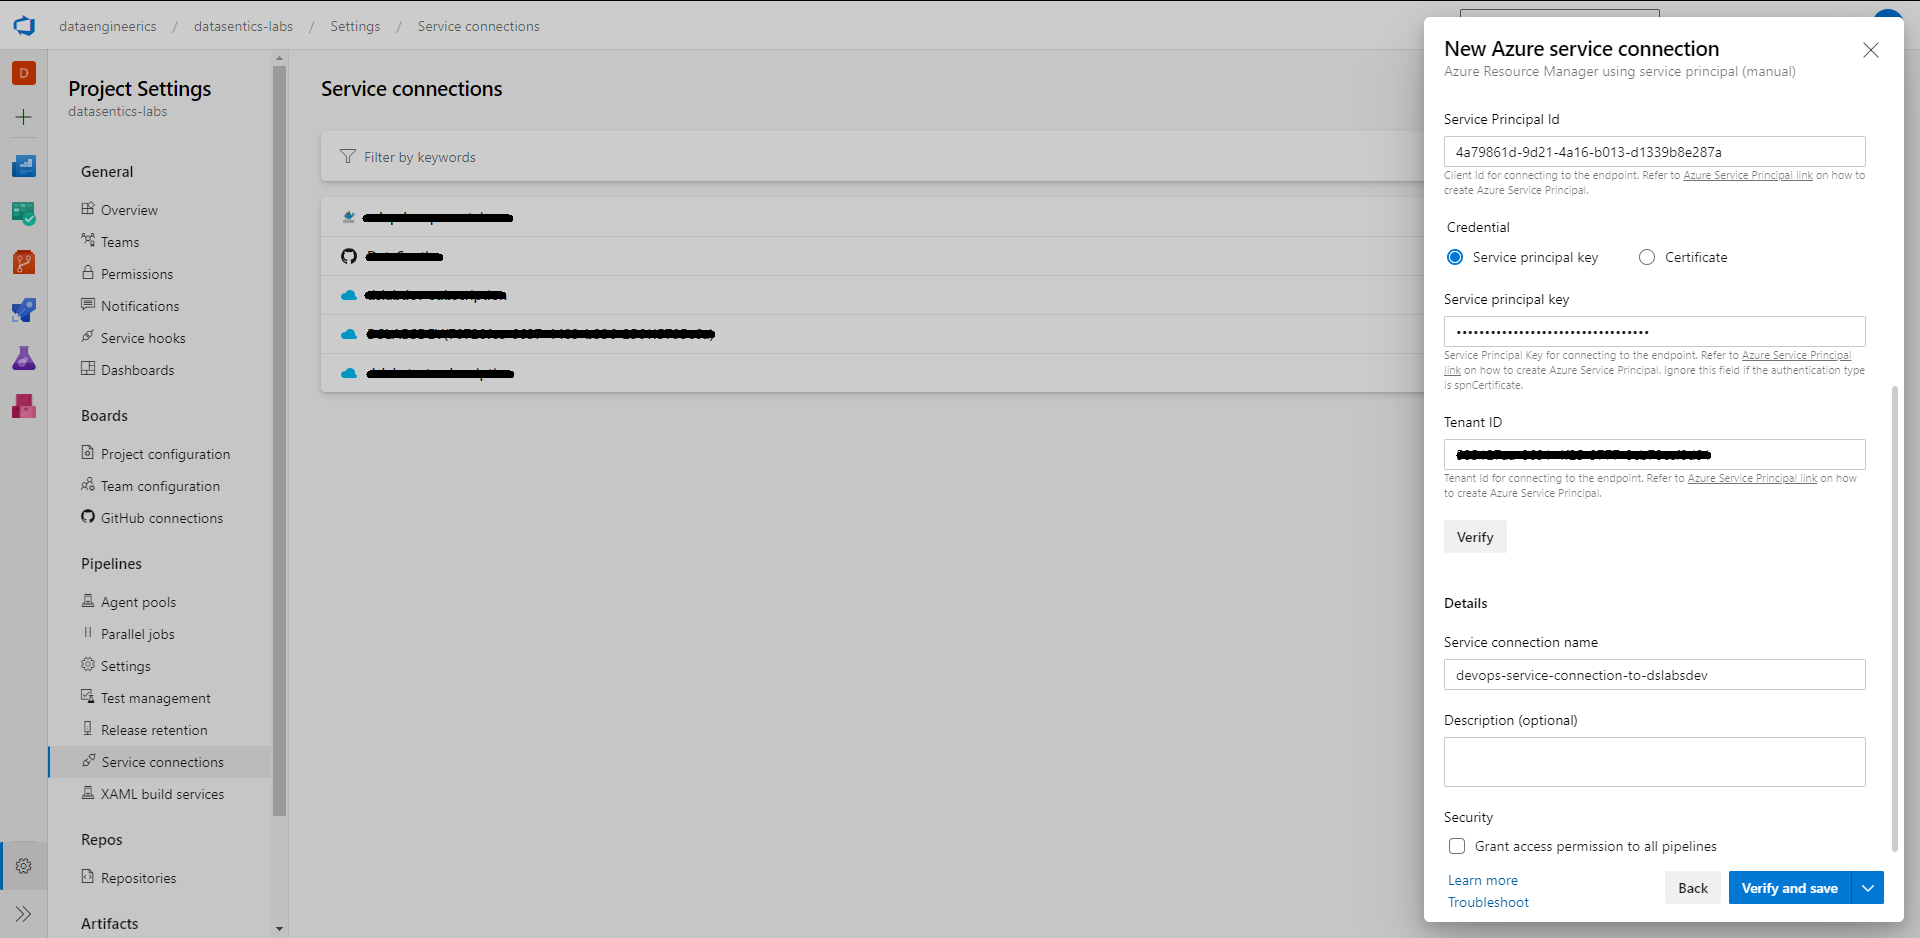 dataengineerics / datasentics-labs / Settings / Service connections
D
Project Settings
datasentics-labs
General
Overview
Teams
Permissions
Notifications
Service hooks
Dashboards
Boards
Project configuration
Team configuration
GitHub connections
Pipelines
Agent pools
Parallel jobs
Settings
Test management
Release retention
Service connections
XAML build services
Repos
Repositories
Artifacts
Service connections
Filter by keywords
New Azure service connection
Azure Resource Manager using service principal (manual)
Service Principal Id
4a79861d-9d21-4a16-b013-d1339b8e287a
Client Id for connecting to the endpoint. Refer to Azure Service Principal link on how to
create Azure Service Principal.
Credential
Service principal key
Certificate
Service principal key
••••••••••••••••••••••••••••••••••
Service Principal Key for connecting to the endpoint. Refer to Azure Service Principal
link on how to create Azure Service Principal. Ignore this field if the authentication type
is spnCertificate.
Tenant ID
Tenant Id for connecting to the endpoint. Refer to Azure Service Principal link on how
to create Azure Service Principal.
Verify
Details
Service connection name
devops-service-connection-to-dslabsdev
Description (optional)
Security
Grant access permission to all pipelines
Learn more
Troubleshoot
Back
Verify and save